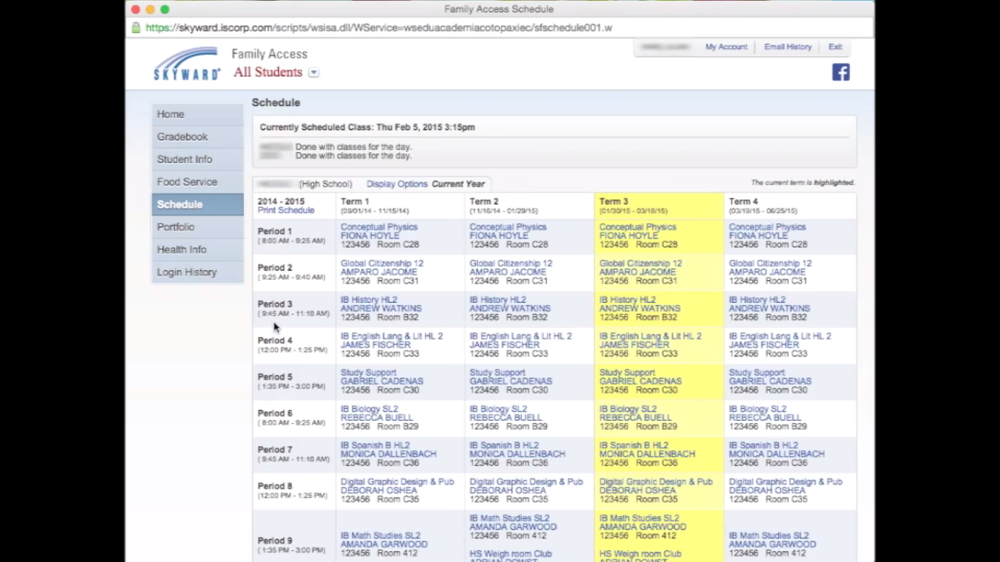 Family Access Schedule
https://skyward.iscorp.com/scripts/wsisa.dll/WService=wseduacademiacotopaxiec/sfschedule001.w
My Account Email History Exit
SKYWARD
Family Access
All Students
Home
Gradebook
Student Info
Food Service
Schedule
Portfolio
Health Info
Login History
Schedule
Currently Scheduled Class: Thu Feb 5, 2015 3:15pm
Done with classes for the day.
Done with classes for the day.
(High School) Display Options Current Year
The current term is highlighted.
2014 - 2015 Term 1 Term 2 Term 3 Term 4
Print Schedule (09/01/14 - 11/15/14) (11/16/14 - 01/29/15) (01/30/15 - 03/18/15) (03/19/15 - 06/25/15)
Period 1 Conceptual Physics Conceptual Physics Conceptual Physics Conceptual Physics
( 8:00 AM - 9:25 AM) FIONA HOYLE FIONA HOYLE FIONA HOYLE FIONA HOYLE
123456 Room C28 123456 Room C28 123456 Room C28 123456 Room C28
Period 2 Global Citizenship 12 Global Citizenship 12 Global Citizenship 12 Global Citizenship 12
( 9:25 AM - 9:40 AM) AMPARO JACOME AMPARO JACOME AMPARO JACOME AMPARO JACOME
123456 Room C31 123456 Room C31 123456 Room C31 123456 Room C31
Period 3 IB History HL2 IB History HL2 IB History HL2 IB History HL2
( 9:45 AM - 11:10 AM) ANDREW WATKINS ANDREW WATKINS ANDREW WATKINS ANDREW WATKINS
123456 Room B32 123456 Room B32 123456 Room B32 123456 Room B32
Period 4 IB English Lang & Lit HL 2 IB English Lang & Lit HL 2 IB English Lang & Lit HL 2 IB English Lang & Lit HL 2
(12:00 PM - 1:25 PM) JAMES FISCHER JAMES FISCHER JAMES FISCHER JAMES FISCHER
123456 Room C33 123456 Room C33 123456 Room C33 123456 Room C33
Period 5 Study Support Study Support Study Support Study Support
( 1:35 PM - 3:00 PM) GABRIEL CADENAS GABRIEL CADENAS GABRIEL CADENAS GABRIEL CADENAS
123456 Room C30 123456 Room C30 123456 Room C30 123456 Room C30
Period 6 IB Biology SL2 IB Biology SL2 IB Biology SL2 IB Biology SL2
( 8:00 AM - 9:25 AM) REBECCA BUELL REBECCA BUELL REBECCA BUELL REBECCA BUELL
123456 Room B29 123456 Room B29 123456 Room B29 123456 Room B29
Period 7 IB Spanish B HL2 IB Spanish B HL2 IB Spanish B HL2 IB Spanish B HL2
( 9:45 AM - 11:10 AM) MONICA DALLENBACH MONICA DALLENBACH MONICA DALLENBACH MONICA DALLENBACH
123456 Room C36 123456 Room C36 123456 Room C36 123456 Room C36
Period 8 Digital Graphic Design & Pub Digital Graphic Design & Pub Digital Graphic Design & Pub Digital Graphic Design & Pub
(12:00 PM - 1:25 PM) DEBORAH OSHEA DEBORAH OSHEA DEBORAH OSHEA DEBORAH OSHEA
123456 Room C35 123456 Room C35 123456 Room C35 123456 Room C35
IB Math Studies SL2 IB Math Studies SL2
AMANDA GARWOOD AMANDA GARWOOD
Period 9 IB Math Studies SL2 123456 Room 412 123456 Room 412 IB Math Studies SL2
( 1:35 PM - 3:00 PM) AMANDA GARWOOD AMANDA GARWOOD
123456 Room 412 HS Weigh room Club HS Weigh room Club 123456 Room 412
ADRIAN ADRIAN